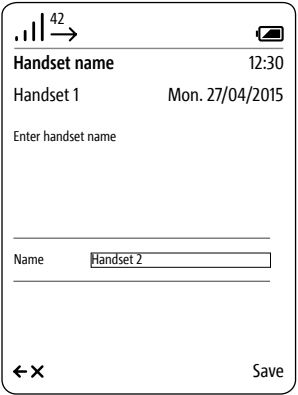 42
Handset name 12:30
Handset 1 Mon. 27/04/2015
Enter handset name
Name Handset 2
Save